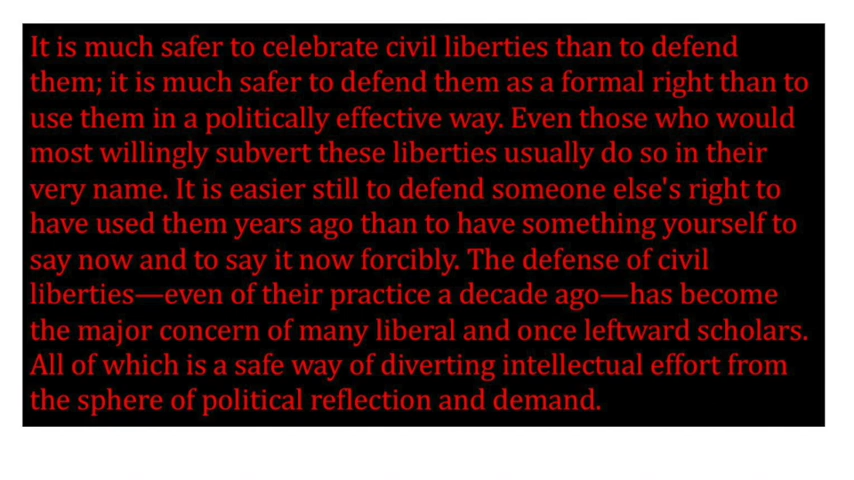 It is much safer to celebrate civil liberties than to defend
them; it is much safer to defend them as a formal right than to
use them in a politically effective way. Even those who would
most willingly subvert these liberties usually do so in their
very name. It is easier still to defend someone else's right to
have used them years ago than to have something yourself to
say now and to say it now forcibly. The defense of civil
liberties—even of their practice a decade ago—has become
the major concern of many liberal and once leftward scholars.
All of which is a safe way of diverting intellectual effort from
the sphere of political reflection and demand.